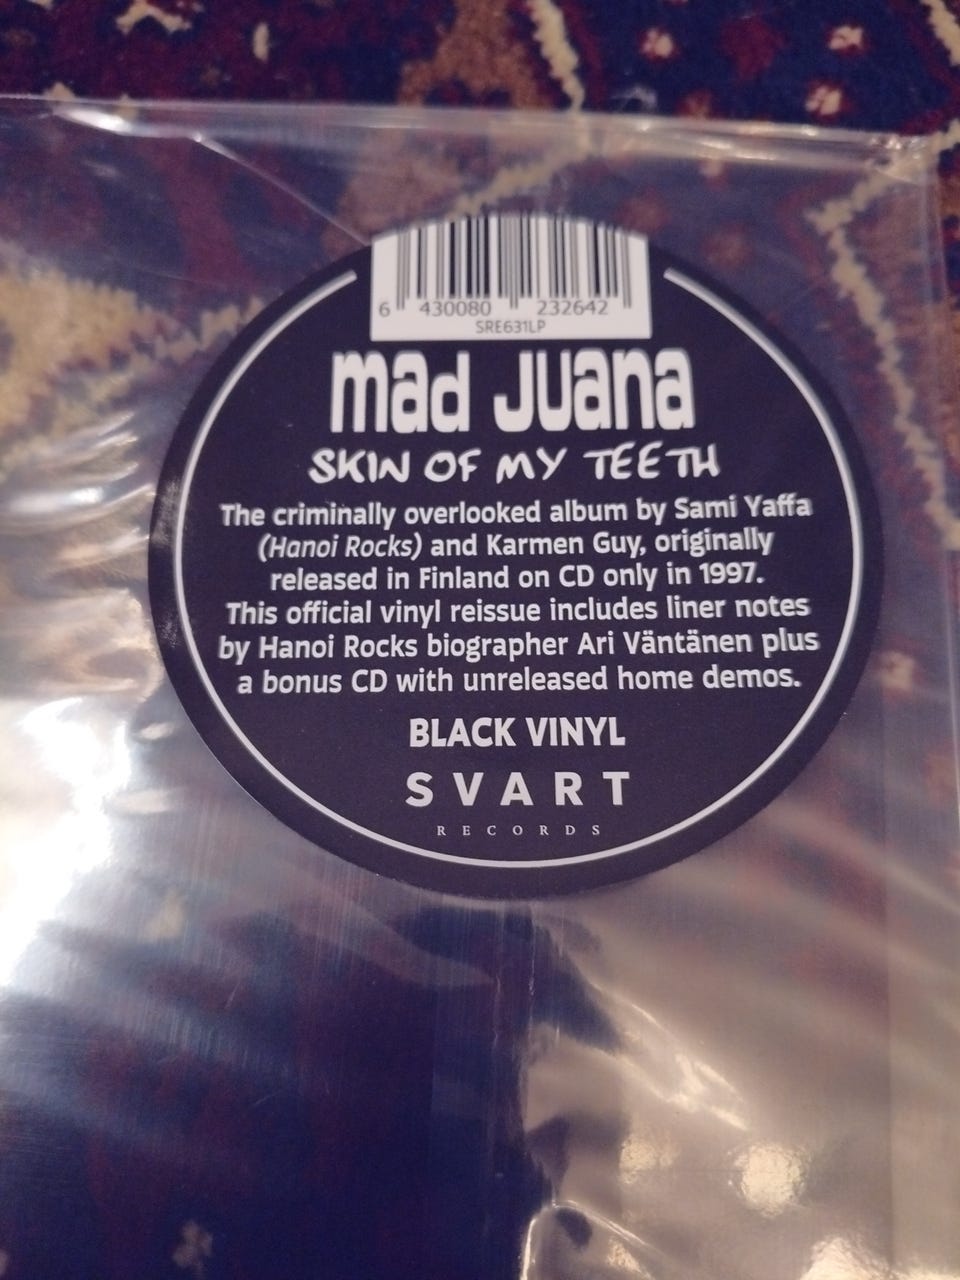 6 430080 232642
SRE631LP
mad Juana
SKIN OF MY TEETH
The criminally overlooked album by Sami Yaffa
(Hanoi Rocks) and Karmen Guy, originally
released in Finland on CD only in 1997.
This official vinyl reissue includes liner notes
by Hanoi Rocks biographer Ari Väntänen plus
a bonus CD with unreleased home demos.
BLACK VINYL
SVART
RECORDS